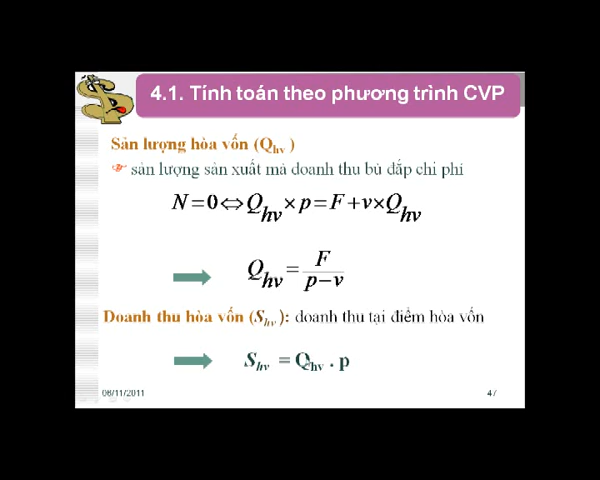 4.1. Tính toán theo phương trình CVP
Sản lượng hòa vốn (Qhv )
sản lượng sản xuất mà doanh thu bù đắp chi phí
N=0⇔Qhv×p=F+v×Qhv
Qhv=F/(p−v)
Doanh thu hòa vốn (Shv ): doanh thu tại điểm hòa vốn
Shv = Qhv . p
06/11/2011
47